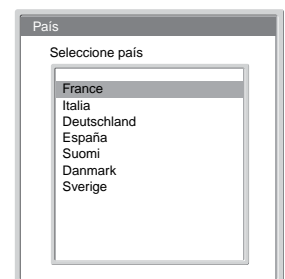 País
Seleccione país
France
Italia
Deutschland
España
Suomi
Danmark
Sverige